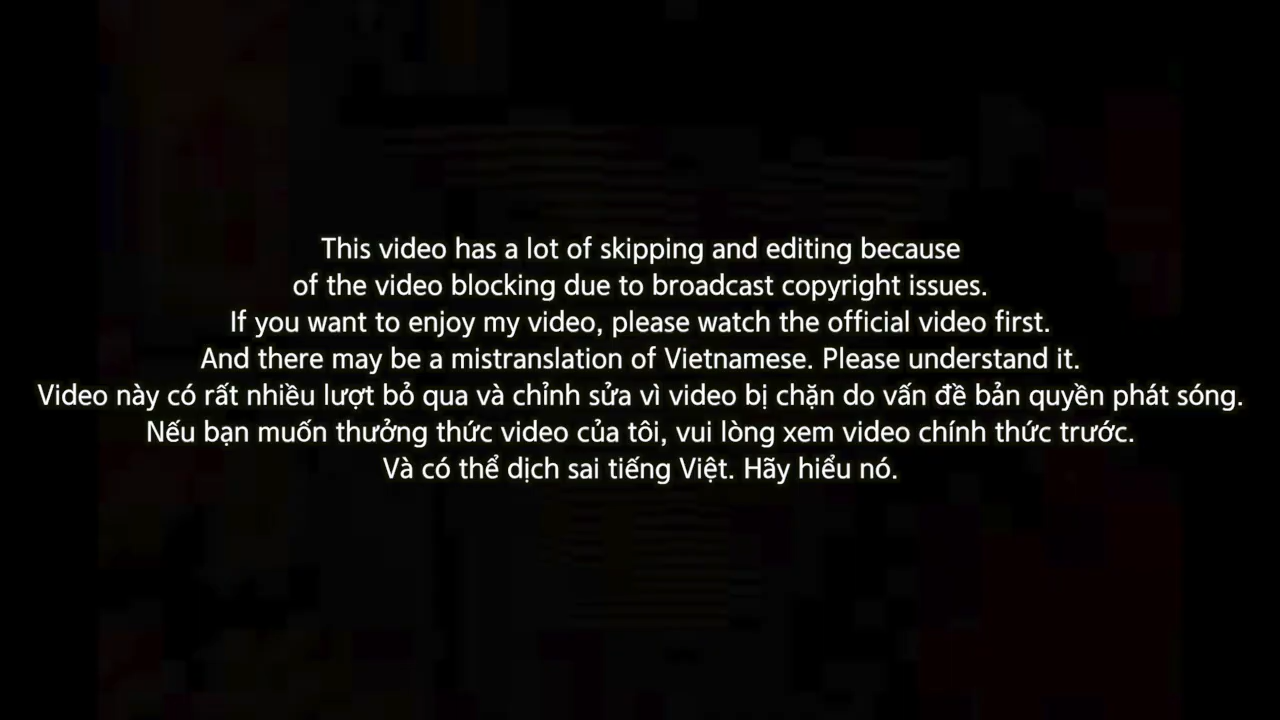 This video has a lot of skipping and editing because
of the video blocking due to broadcast copyright issues.
If you want to enjoy my video, please watch the official video first.
And there may be a mistranslation of Vietnamese. Please understand it.
Video này có rất nhiều lượt bỏ qua và chỉnh sửa vì video bị chặn do vấn đề bản quyền phát sóng.
Nếu bạn muốn thưởng thức video của tôi, vui lòng xem video chính thức trước.
Và có thể dịch sai tiếng Việt. Hãy hiểu nó.